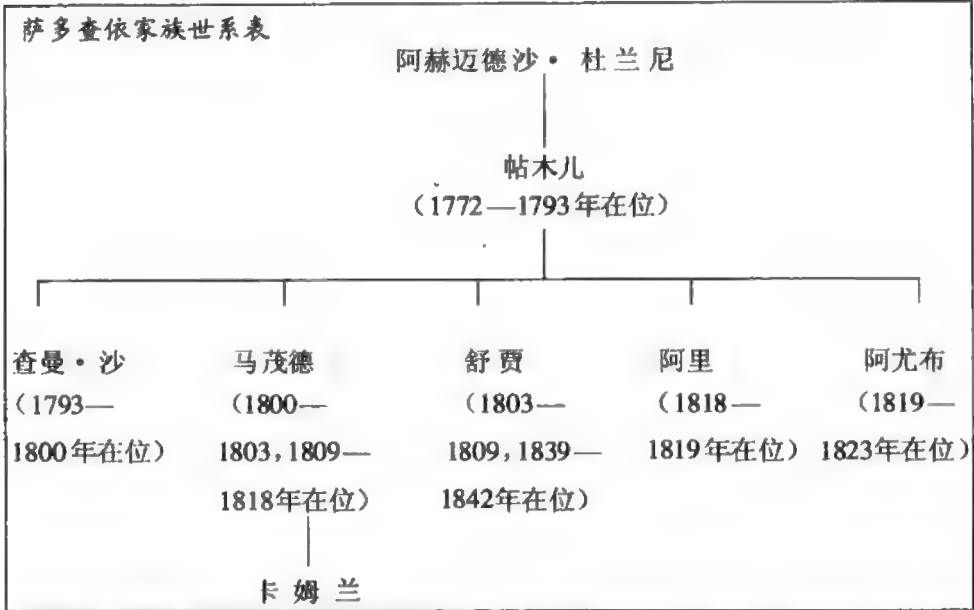 萨多查依家族世系表
阿赫迈德沙·杜兰尼
帖木儿
（1772—1793年在位）
查曼·沙
（1793—
1800年在位）
马茂德
（1800—
1803，1809—
1818年在位）
卡姆兰
舒贾
（1803—
1809，1839—
1842年在位）
阿里
（1818—
1819年在位）
阿尤布
（1819—
1823年在位）